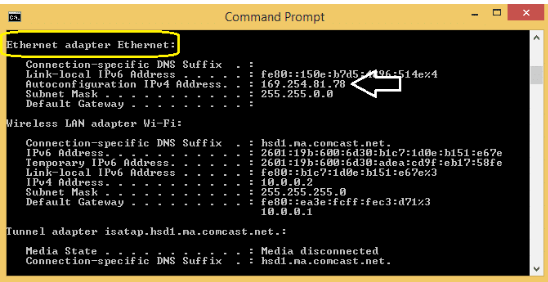 Command Prompt
Ethernet adapter Ethernet:
Connection-specific DNS Suffix . :
Link-local IPv6 Address . . . . . : fe80::150e:b7d5:4496:514e%4
Autoconfiguration IPv4 Address. . : 169.254.81.78
Subnet Mask . . . . . . . . . . . : 255.255.0.0
Default Gateway . . . . . . . . . :
Wireless LAN adapter Wi-Fi:
Connection-specific DNS Suffix . : hsd1.ma.comcast.net.
IPv6 Address. . . . . . . . . . . : 2601:19b:600:6d30:b1c7:1d0e:b151:e67e
Temporary IPv6 Address. . . . . . : 2601:19b:600:6d30:adea:cd9f:eb17:58fe
Link-local IPv6 Address . . . . . : fe80::b1c7:1d0e:b151:e67e%3
IPv4 Address. . . . . . . . . . . : 10.0.0.2
Subnet Mask . . . . . . . . . . . : 255.255.255.0
Default Gateway . . . . . . . . . : fe80::ea3e:fcff:fec3:d71%3
10.0.0.1
Tunnel adapter isatap.hsd1.ma.comcast.net.:
Media State . . . . . . . . . . . : Media disconnected
Connection-specific DNS Suffix . : hsd1.ma.comcast.net.